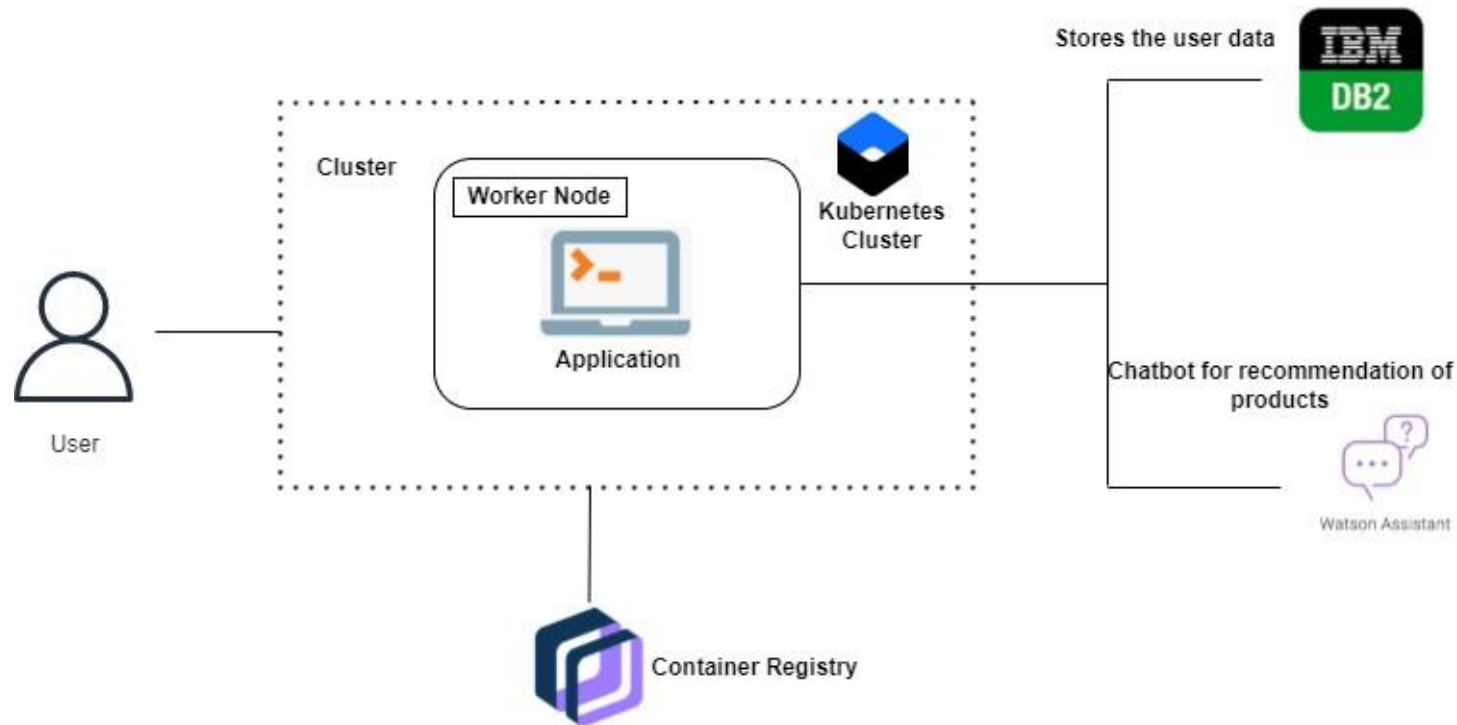 Stores the user data
IBM
DB2
Cluster
Worker Node
Kubernetes
Cluster
Application
User
Chatbot for recommendation of
products
?
Watson Assistant
Container Registry